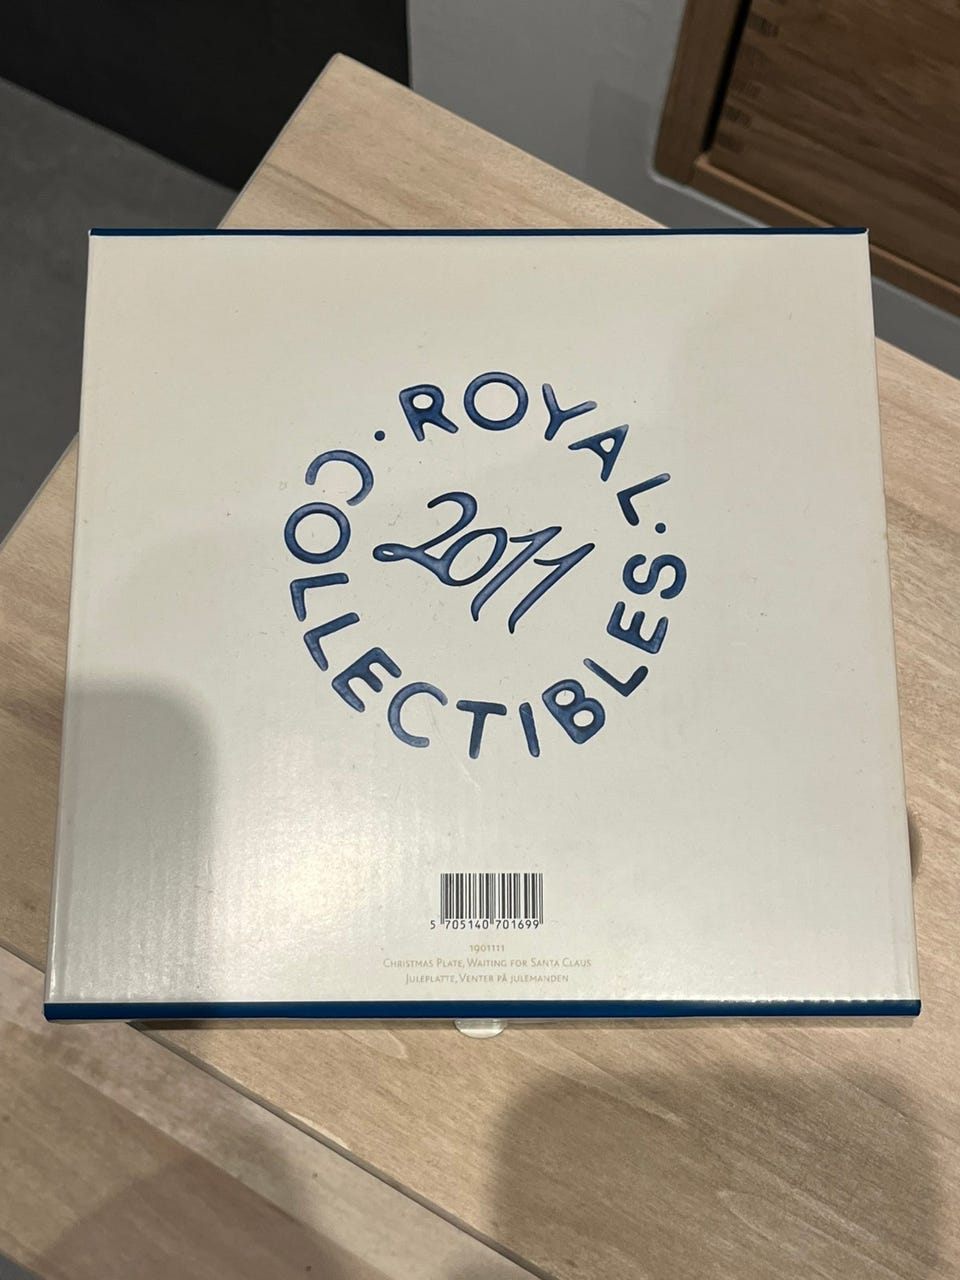 · ROYAL · COLLECTIBLES
2011
5 705140 701699
1901111
CHRISTMAS PLATE, WAITING FOR SANTA CLAUS
JULEPLATTE, VENTER PÅ JULEMANDEN